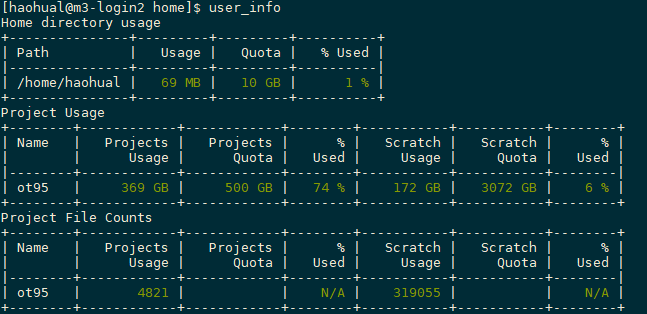 [haohual@m3-login2 home]$ user_info
Home directory usage
+---------------+---------+---------+----------+
| Path          |   Usage |   Quota |   % Used |
|---------------+---------+---------+----------|
| /home/haohual |   69 MB |   10 GB |      1 % |
+---------------+---------+---------+----------+
Project Usage
+--------+------------+------------+--------+-----------+-----------+--------+
| Name   |   Projects |   Projects |      % |   Scratch |   Scratch |      % |
|        |      Usage |      Quota |   Used |     Usage |     Quota |   Used |
|--------+------------+------------+--------+-----------+-----------+--------|
| ot95   |     369 GB |     500 GB |   74 % |    172 GB |   3072 GB |    6 % |
+--------+------------+------------+--------+-----------+-----------+--------+
Project File Counts
+--------+------------+------------+--------+-----------+-----------+--------+
| Name   |   Projects |   Projects |      % |   Scratch |   Scratch |      % |
|        |      Usage |      Quota |   Used |     Usage |     Quota |   Used |
|--------+------------+------------+--------+-----------+-----------+--------|
| ot95   |       4821 |            |    N/A |    319055 |           |    N/A |
+--------+------------+------------+--------+-----------+-----------+--------+